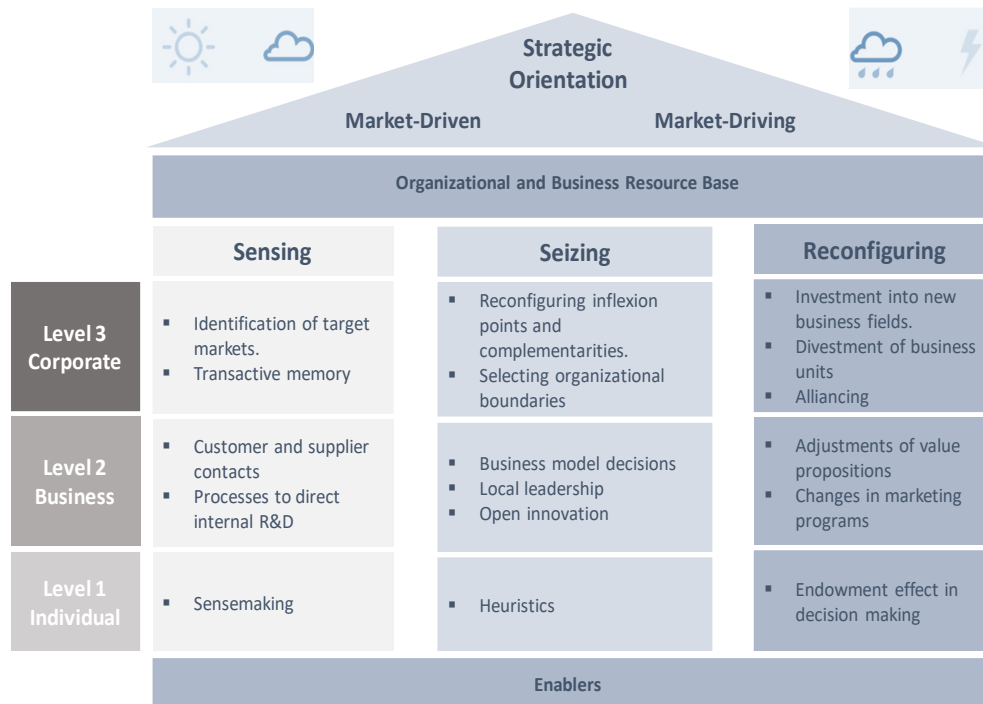 Strategic
Orientation
Market-Driven
Market-Driving
Organizational and Business Resource Base
Sensing
Seizing
Reconfiguring
Level 3
Corporate
▪ Identification of target
markets.
▪ Transactive memory
▪ Reconfiguring inflexion
points and
complementarities.
▪ Selecting organizational
boundaries
▪ Investment into new
business fields.
▪ Divestment of business
units
▪ Alliancing
Level 2
Business
▪ Customer and supplier
contacts
▪ Processes to direct
internal R&D
▪ Business model decisions
▪ Local leadership
▪ Open innovation
▪ Adjustments of value
propositions
▪ Changes in marketing
programs
Level 1
Individual
▪ Sensemaking
▪ Heuristics
▪ Endowment effect in
decision making
Enablers